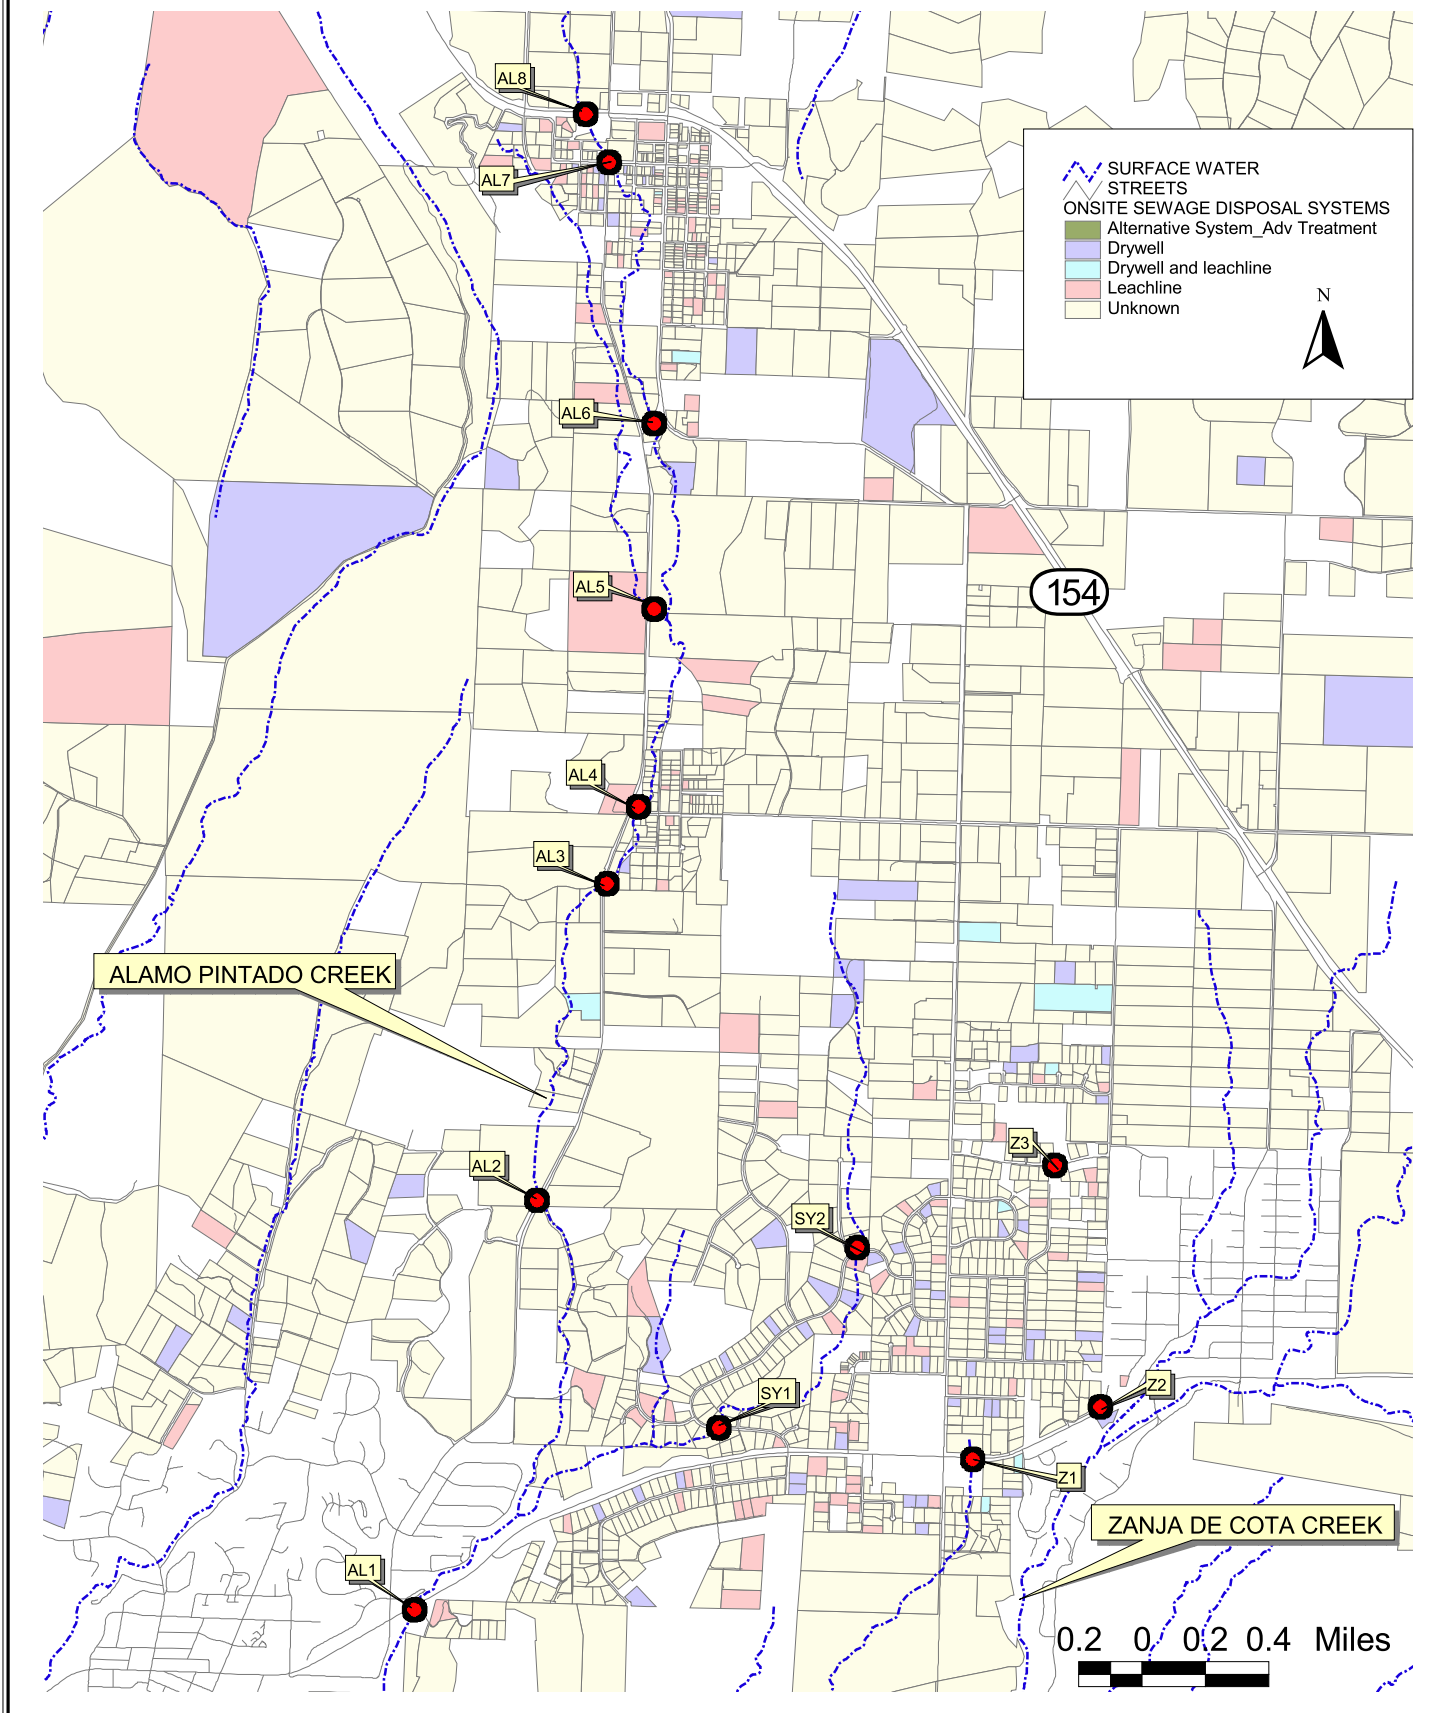 AL8
AL7
SURFACE WATER
STREETS
ONSITE SEWAGE DISPOSAL SYSTEMS
Alternative System_Adv Treatment
Drywell
Drywell and leachline
Leachline
Unknown
N
AL6
AL5
154
AL4
AL3
ALAMO PINTADO CREEK
Z3
AL2
SY2
Z2
SY1
Z1
ZANJA DE COTA CREEK
AL1
0.2 0 0.2 0.4 Miles